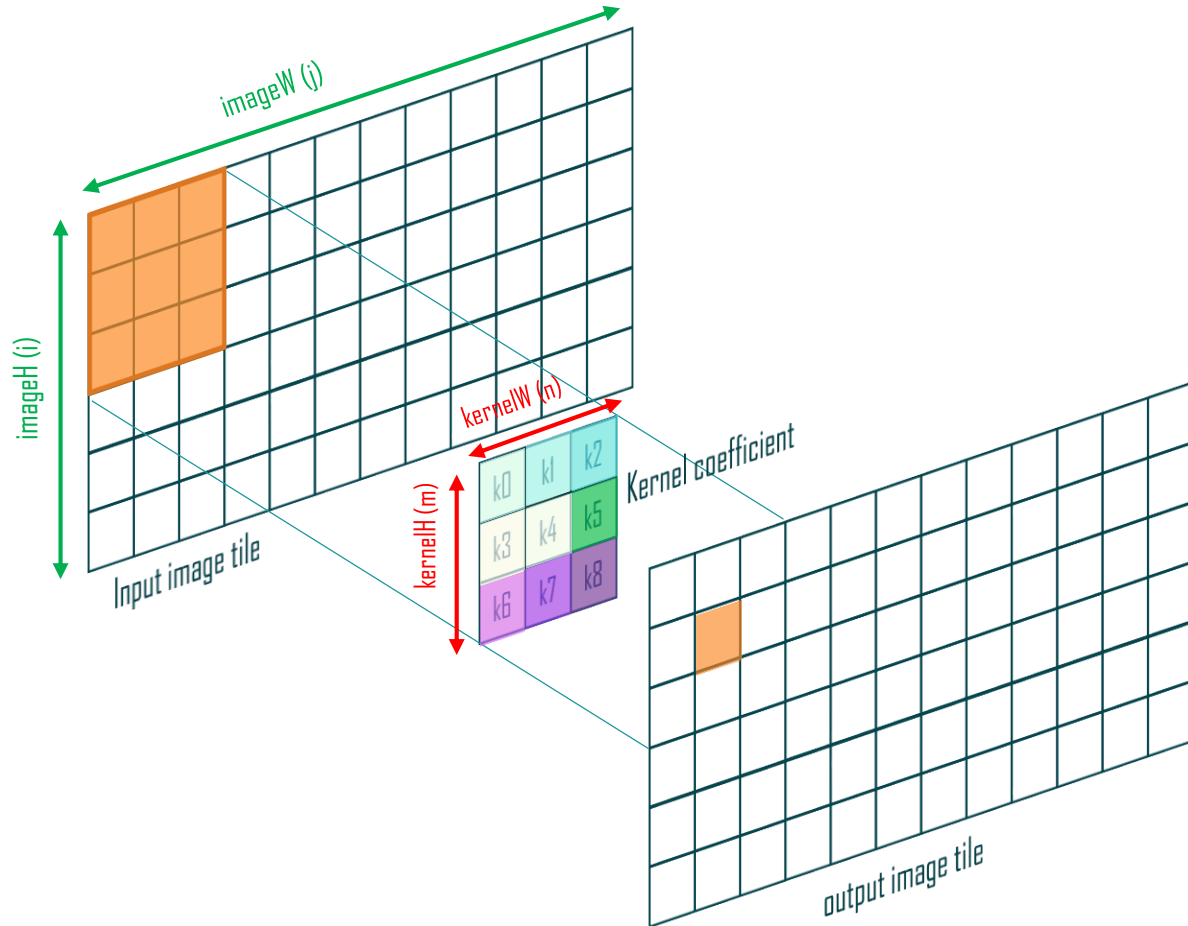 imageW (j)
imageH (i)
Input image tile
kernelW (n)
kernelH (m)
k0 k1 k2
k3 k4 k5
k6 k7 k8
Kernel coefficient
output image tile